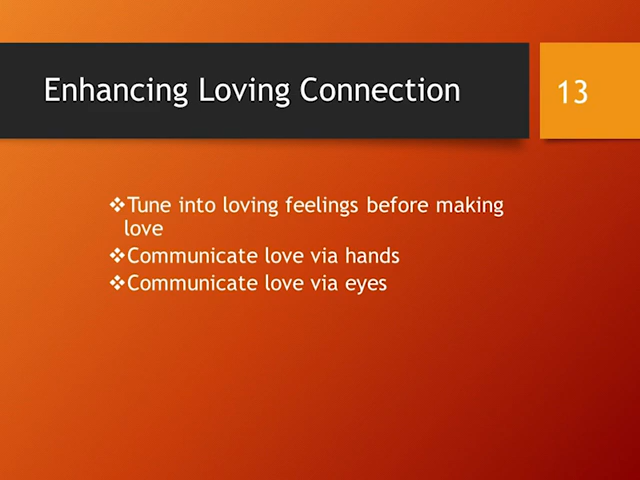 Enhancing Loving Connection
13
❖Tune into loving feelings before making
love
❖Communicate love via hands
❖Communicate love via eyes